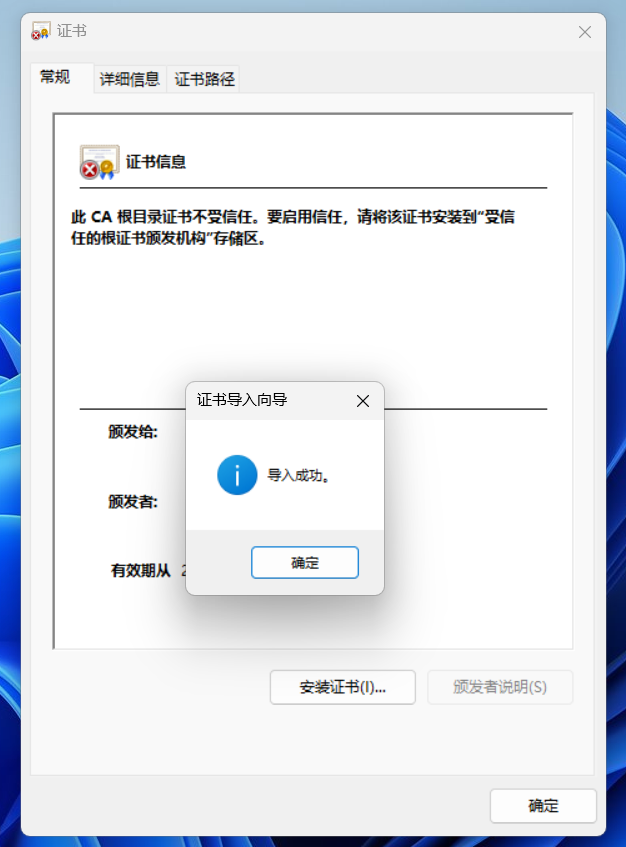 证书
常规
详细信息
证书路径
证书信息
此 CA 根目录证书不受信任。要启用信任，请将该证书安装到“受信
任的根证书颁发机构”存储区。
证书导入向导
颁发给:
导入成功。
颁发者:
确定
有效期从
安装证书(I)...
颁发者说明(S)
确定